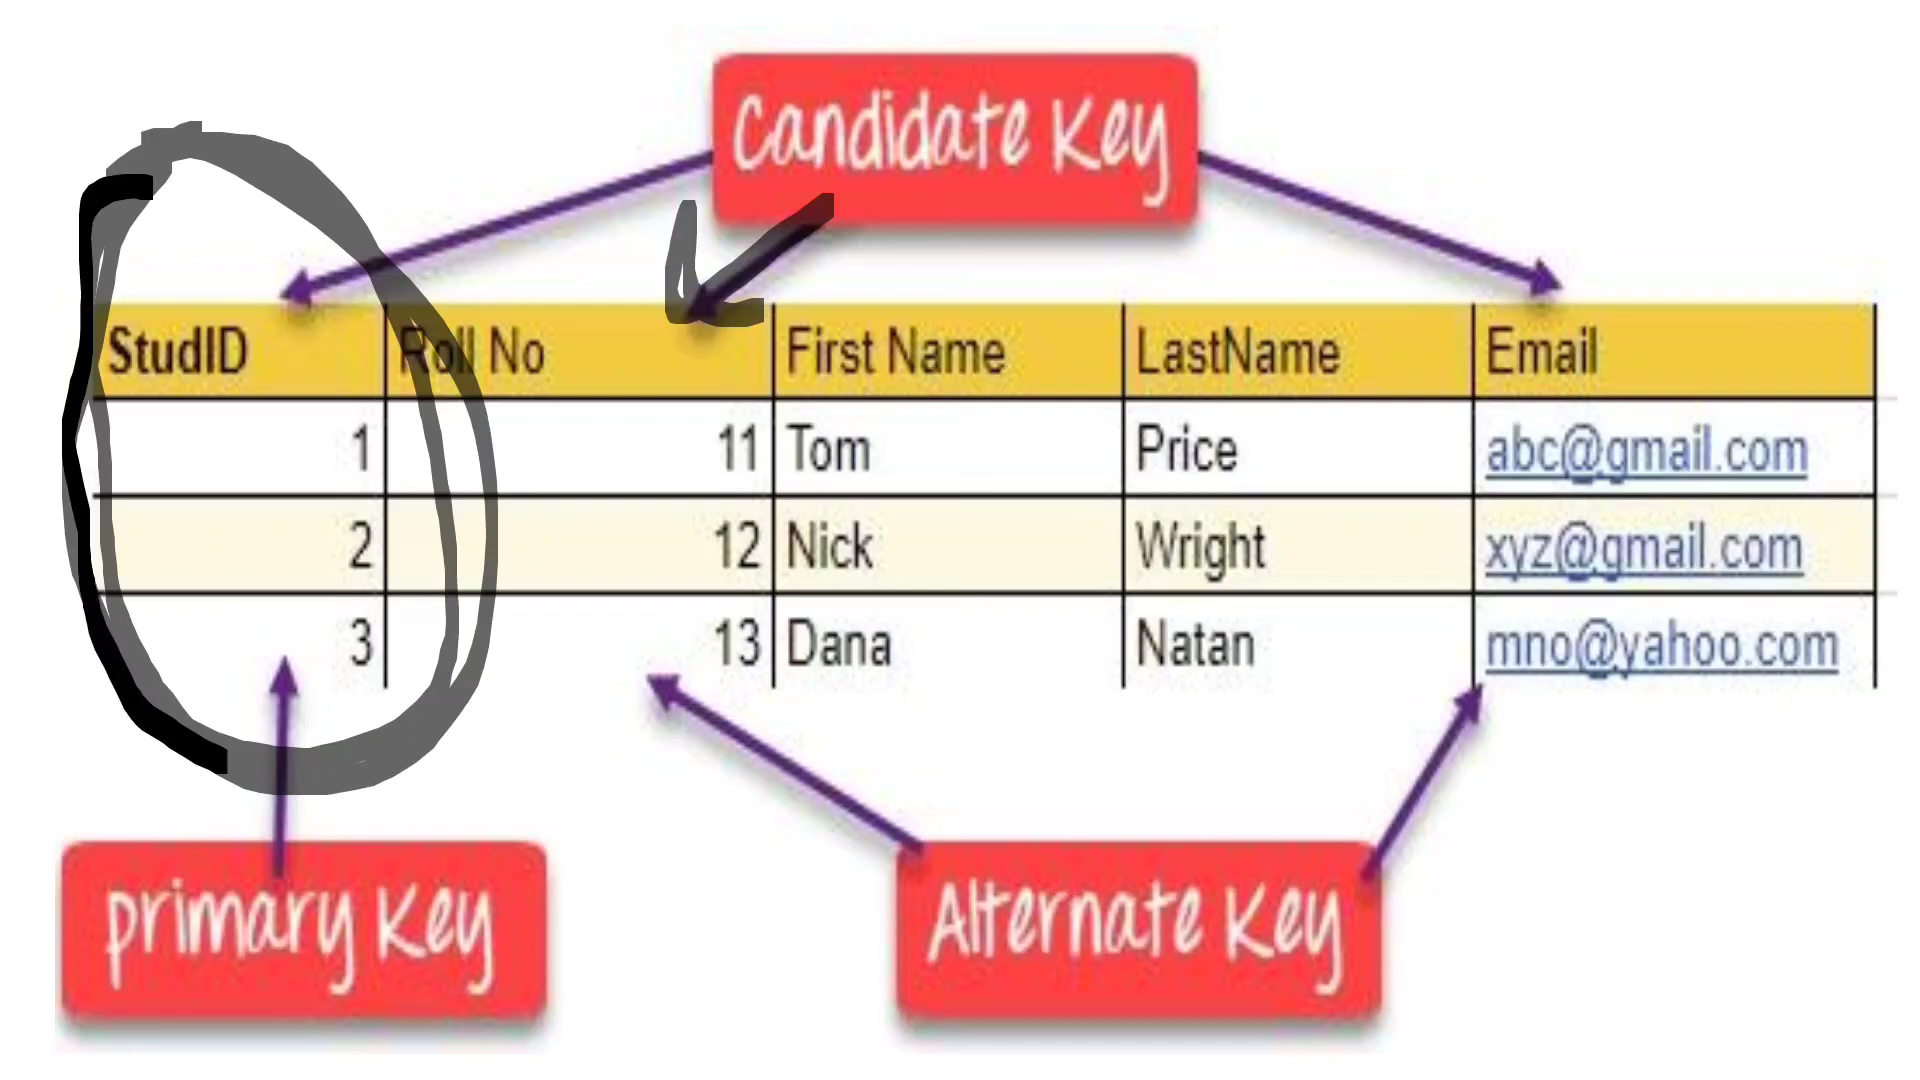 Candidate Key
StudID Roll No First Name LastName Email
1 11 Tom Price abc@gmail.com
2 12 Nick Wright xyz@gmail.com
3 13 Dana Natan mno@yahoo.com
primary Key Alternate Key